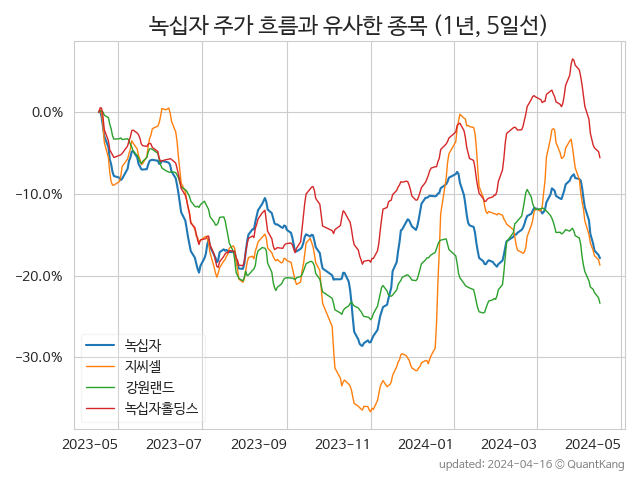 녹십자 주가 흐름과 유사한 종목 (1년, 5일선)
0.0%
−10.0%
−20.0%
−30.0%
녹십자
지씨셀
강원랜드
녹십자홀딩스
2023-05 2023-07 2023-09 2023-11 2024-01 2024-03 2024-05
updated: 2024-04-16 © QuantKang